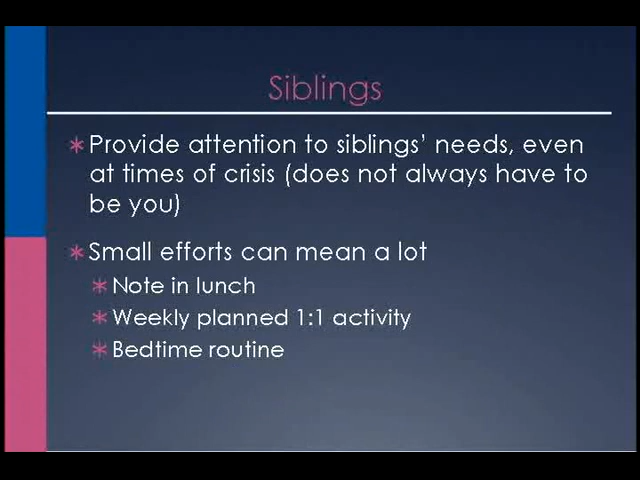 Siblings
Provide attention to siblings' needs, even
at times of crisis (does not always have to
be you)
Small efforts can mean a lot
Note in lunch
Weekly planned 1:1 activity
Bedtime routine